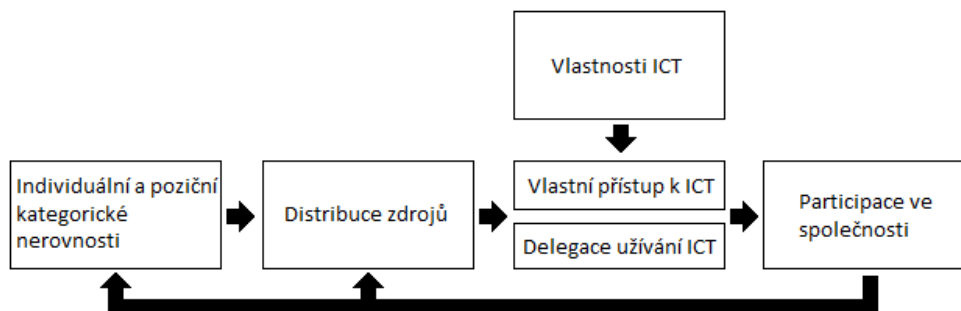 Vlastnosti ICT
Individuální a poziční
kategorické
nerovnosti
Distribuce zdrojů
Vlastní přístup k ICT
Delegace užívání ICT
Participace ve
společnosti